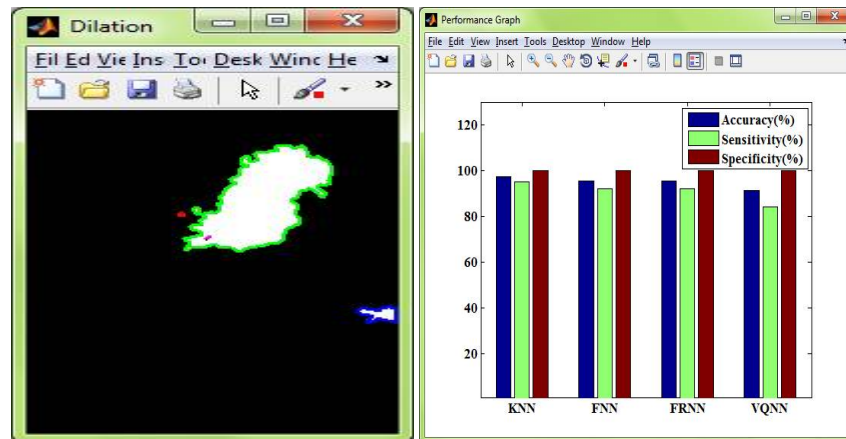 Dilation
Fil Ed Vie Ins Too Desk Winc He
Performance Graph
File Edit View Insert Tools Desktop Window Help
Accuracy(%)
Sensitivity(%)
Specificity(%)
120
100
80
60
40
20
KNN FNN FRNN VQNN